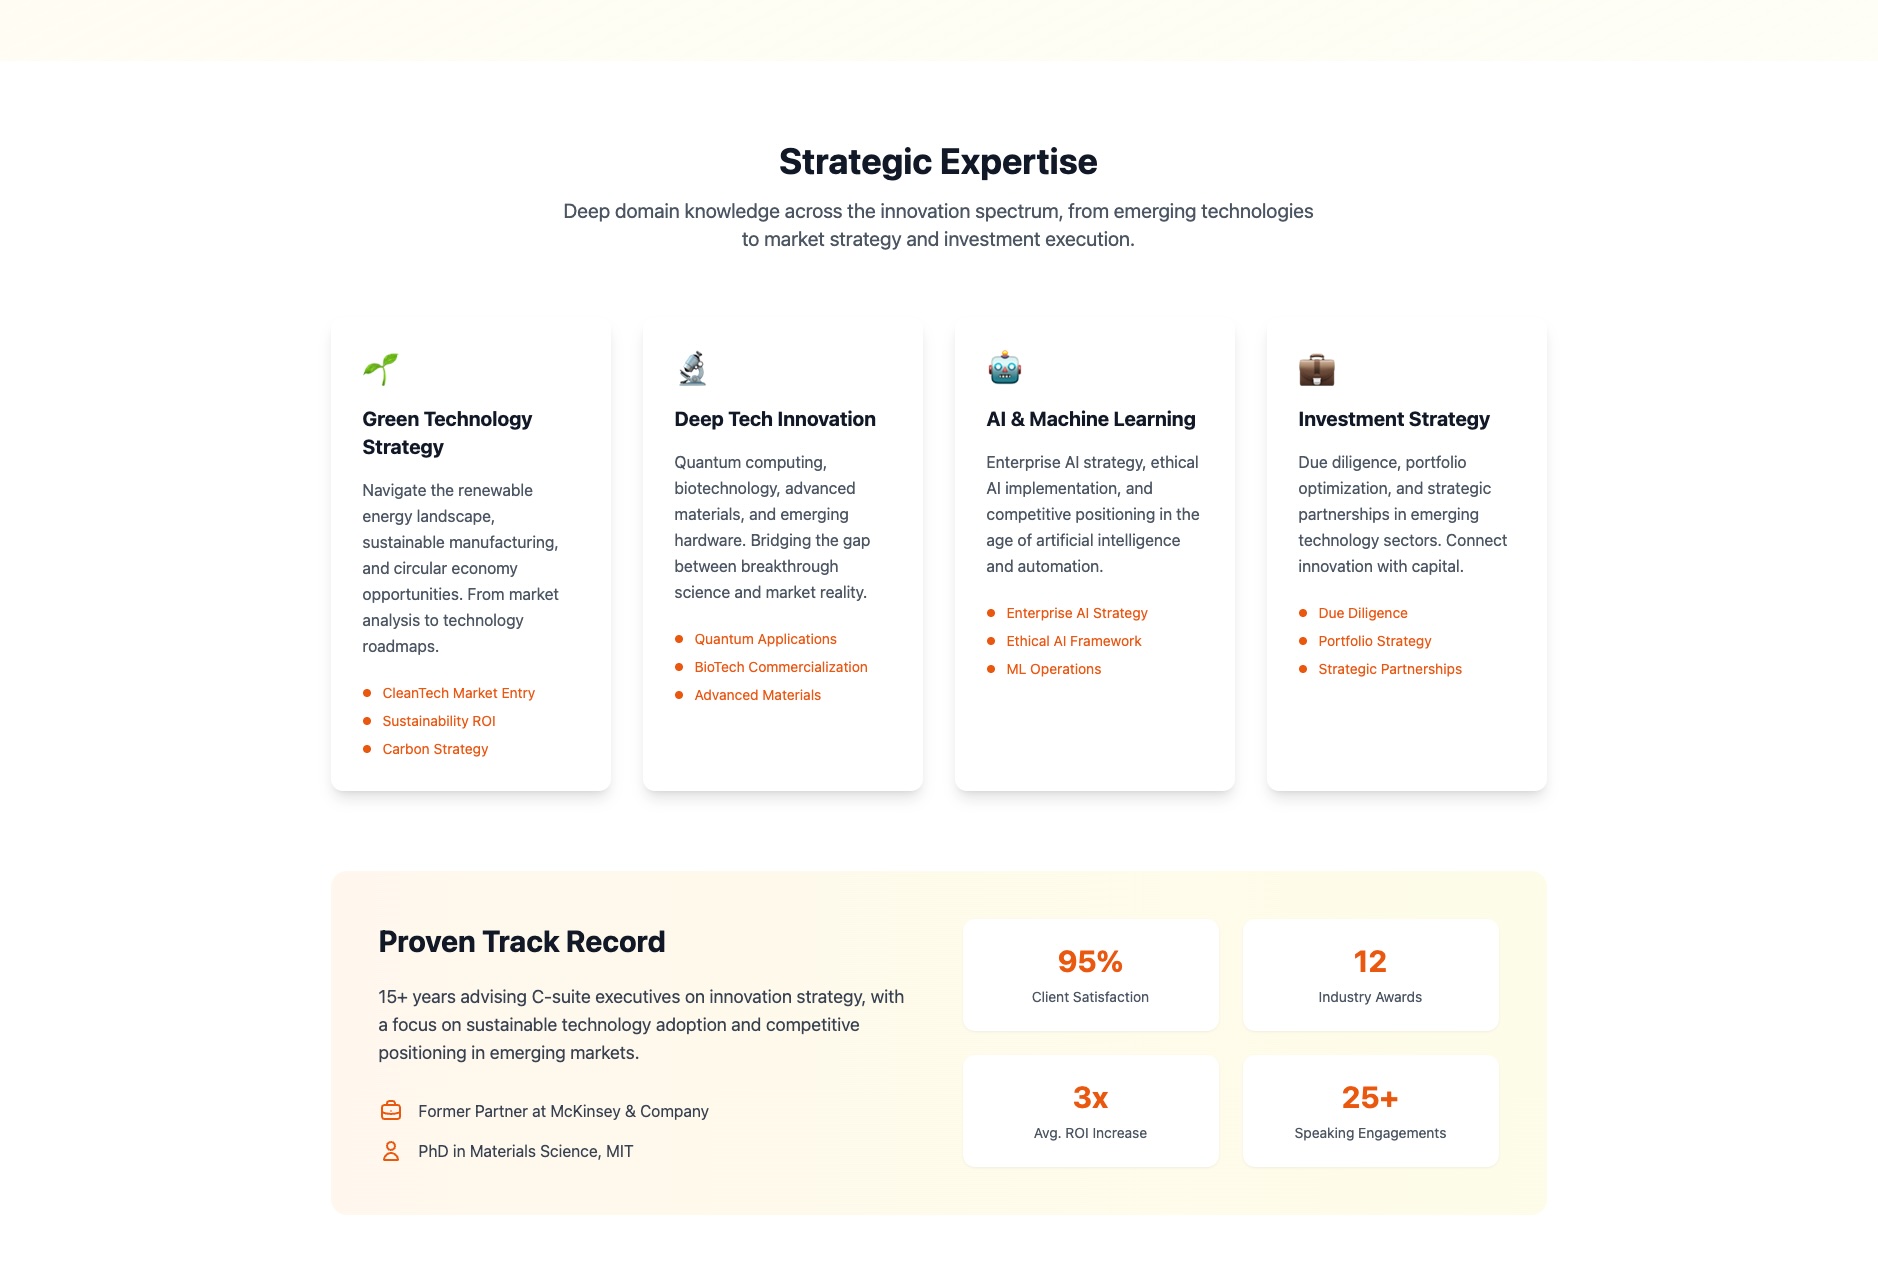 Strategic Expertise
Deep domain knowledge across the innovation spectrum, from emerging technologies
to market strategy and investment execution.
Green Technology
Strategy
Navigate the renewable
energy landscape,
sustainable manufacturing,
and circular economy
opportunities. From market
analysis to technology
roadmaps.
CleanTech Market Entry
Sustainability ROI
Carbon Strategy
Deep Tech Innovation
Quantum computing,
biotechnology, advanced
materials, and emerging
hardware. Bridging the gap
between breakthrough
science and market reality.
Quantum Applications
BioTech Commercialization
Advanced Materials
AI & Machine Learning
Enterprise AI strategy, ethical
AI implementation, and
competitive positioning in the
age of artificial intelligence
and automation.
Enterprise AI Strategy
Ethical AI Framework
ML Operations
Investment Strategy
Due diligence, portfolio
optimization, and strategic
partnerships in emerging
technology sectors. Connect
innovation with capital.
Due Diligence
Portfolio Strategy
Strategic Partnerships
Proven Track Record
15+ years advising C-suite executives on innovation strategy, with
a focus on sustainable technology adoption and competitive
positioning in emerging markets.
Former Partner at McKinsey & Company
PhD in Materials Science, MIT
95%
Client Satisfaction
12
Industry Awards
3x
Avg. ROI Increase
25+
Speaking Engagements